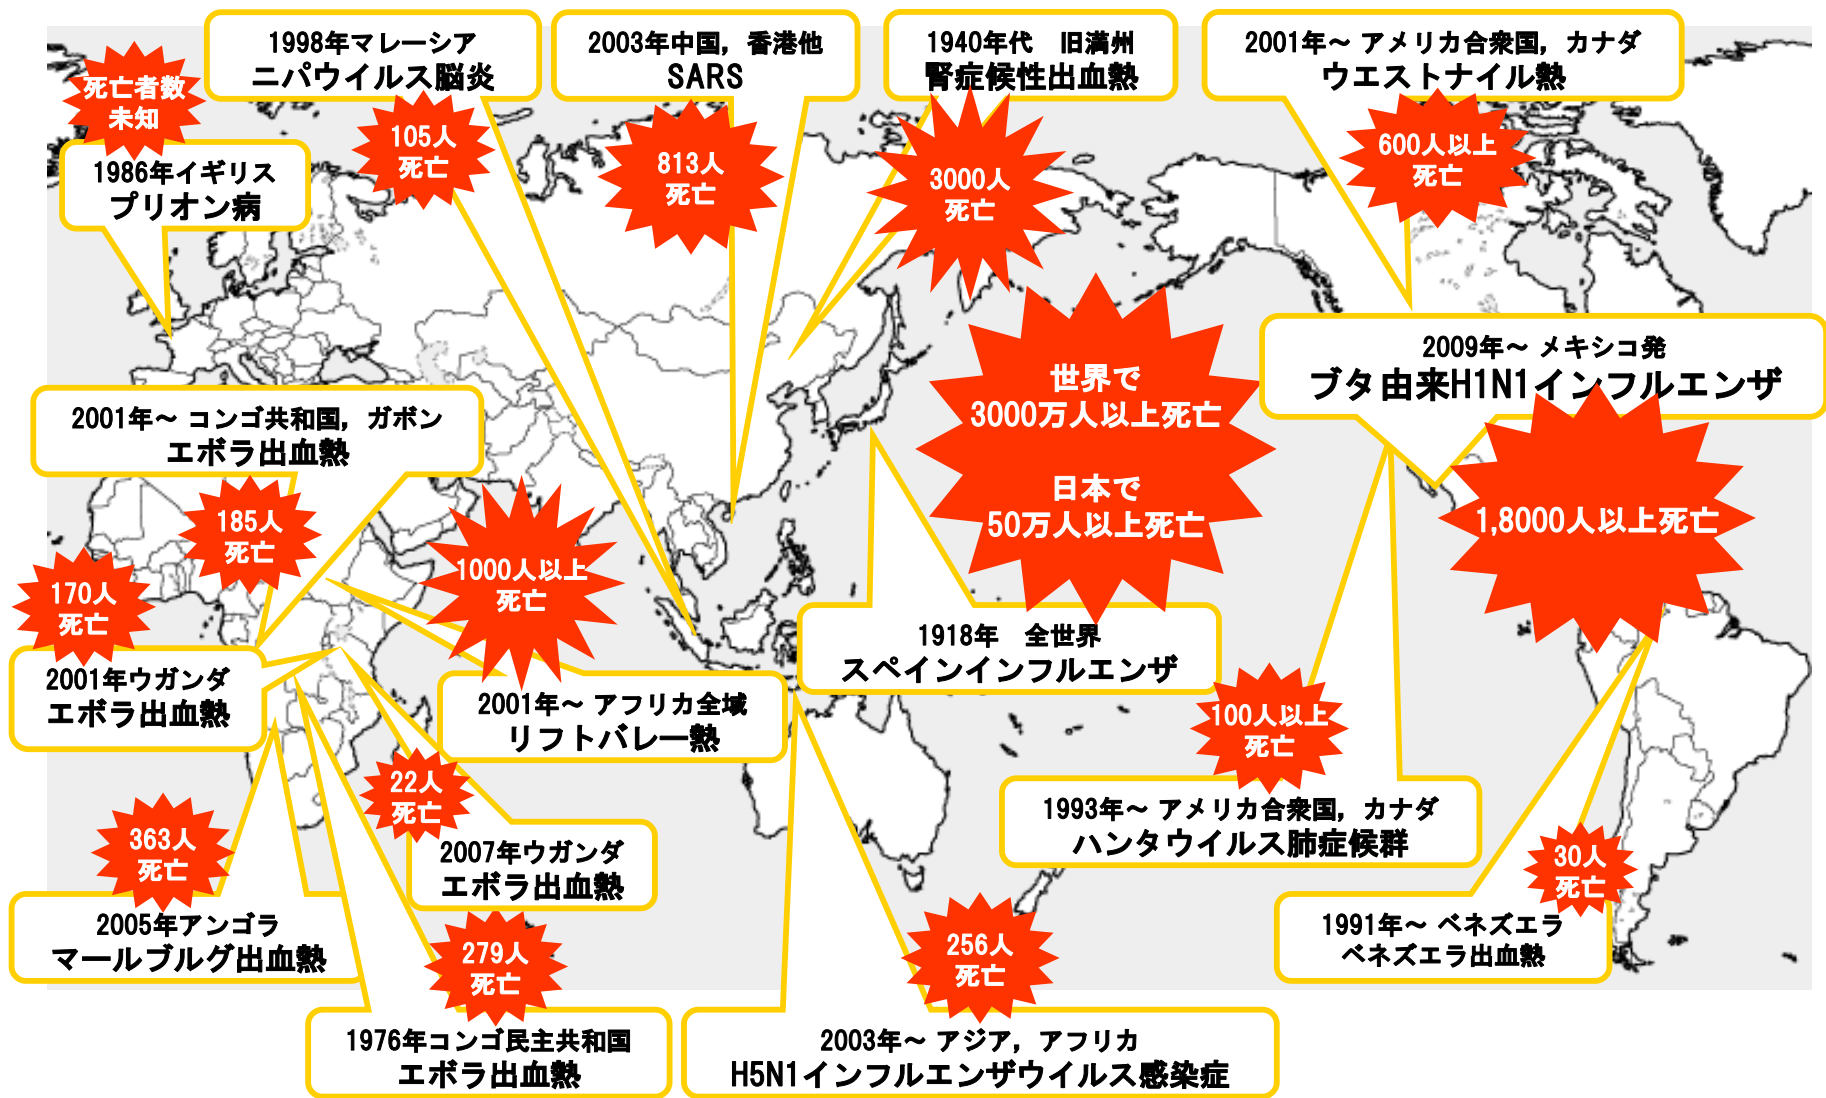 死亡者数
未知
1986年イギリス
プリオン病
1998年マレーシア
ニパウイルス脳炎
105人
死亡
2003年中国，香港他
SARS
813人
死亡
1940年代　旧満州
腎症候性出血熱
3000人
死亡
2001年～ アメリカ合衆国，カナダ
ウエストナイル熱
600人以上
死亡
世界で
3000万人以上死亡
日本で
50万人以上死亡
1918年　全世界
スペインインフルエンザ
2009年～ メキシコ発
ブタ由来H1N1インフルエンザ
1,8000人以上死亡
2001年～ コンゴ共和国，ガボン
エボラ出血熱
185人
死亡
170人
死亡
2001年ウガンダ
エボラ出血熱
1000人以上
死亡
2001年～ アフリカ全域
リフトバレー熱
100人以上
死亡
1993年～ アメリカ合衆国，カナダ
ハンタウイルス肺症候群
22人
死亡
2007年ウガンダ
エボラ出血熱
363人
死亡
2005年アンゴラ
マールブルグ出血熱
30人
死亡
1991年～ ベネズエラ
ベネズエラ出血熱
279人
死亡
1976年コンゴ民主共和国
エボラ出血熱
256人
死亡
2003年～ アジア，アフリカ
H5N1インフルエンザウイルス感染症